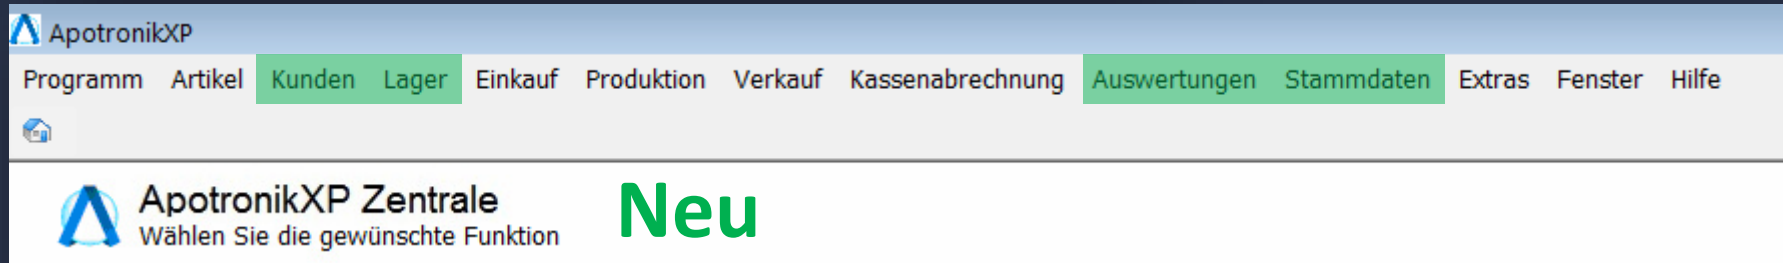 ApotronikXP
Programm Artikel Kunden Lager Einkauf Produktion Verkauf Kassenabrechnung Auswertungen Stammdaten Extras Fenster Hilfe
ApotronikXP Zentrale
Wählen Sie die gewünschte Funktion
Neu